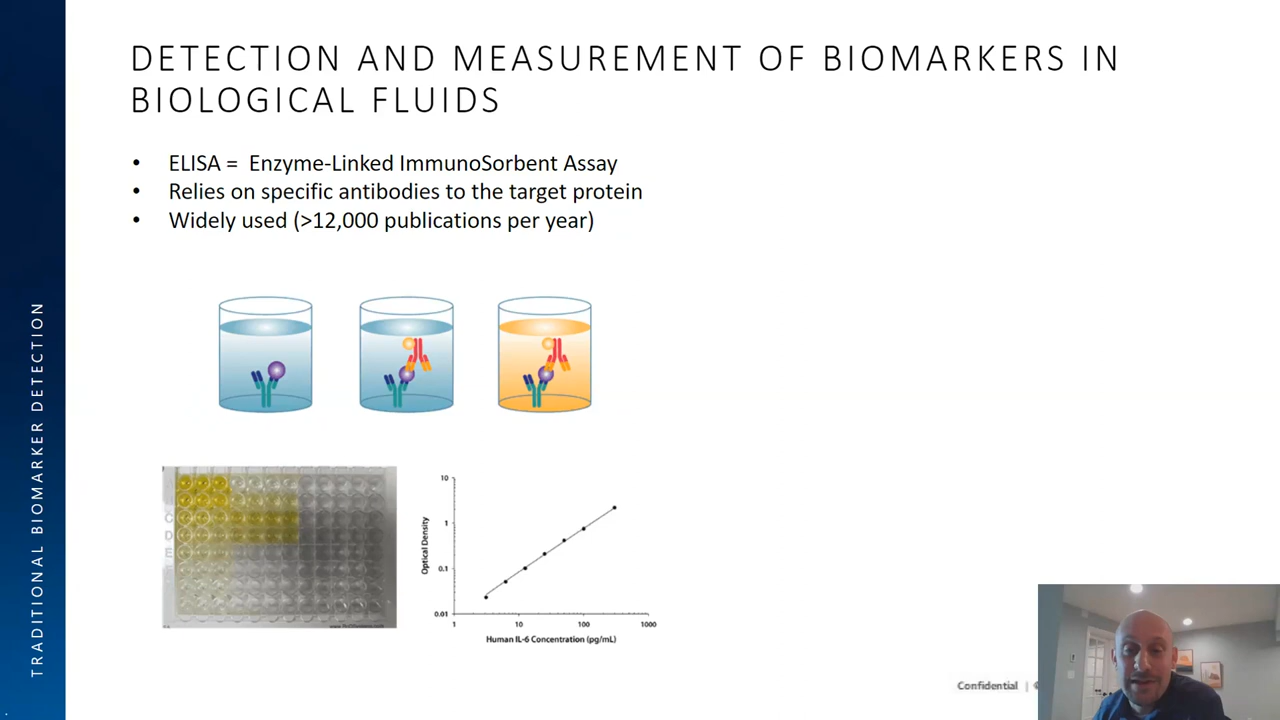 DETECTION AND MEASUREMENT OF BIOMARKERS IN
BIOLOGICAL FLUIDS
• ELISA = Enzyme-Linked ImmunoSorbent Assay
• Relies on specific antibodies to the target protein
• Widely used (>12,000 publications per year)
TRADITIONAL BIOMARKER DETECTION
C
D
E
10
1
0.1
0.01
Optical Density
1 10 100 300 1000
Human IL-6 Concentration (pg/mL)
Confidential | ©